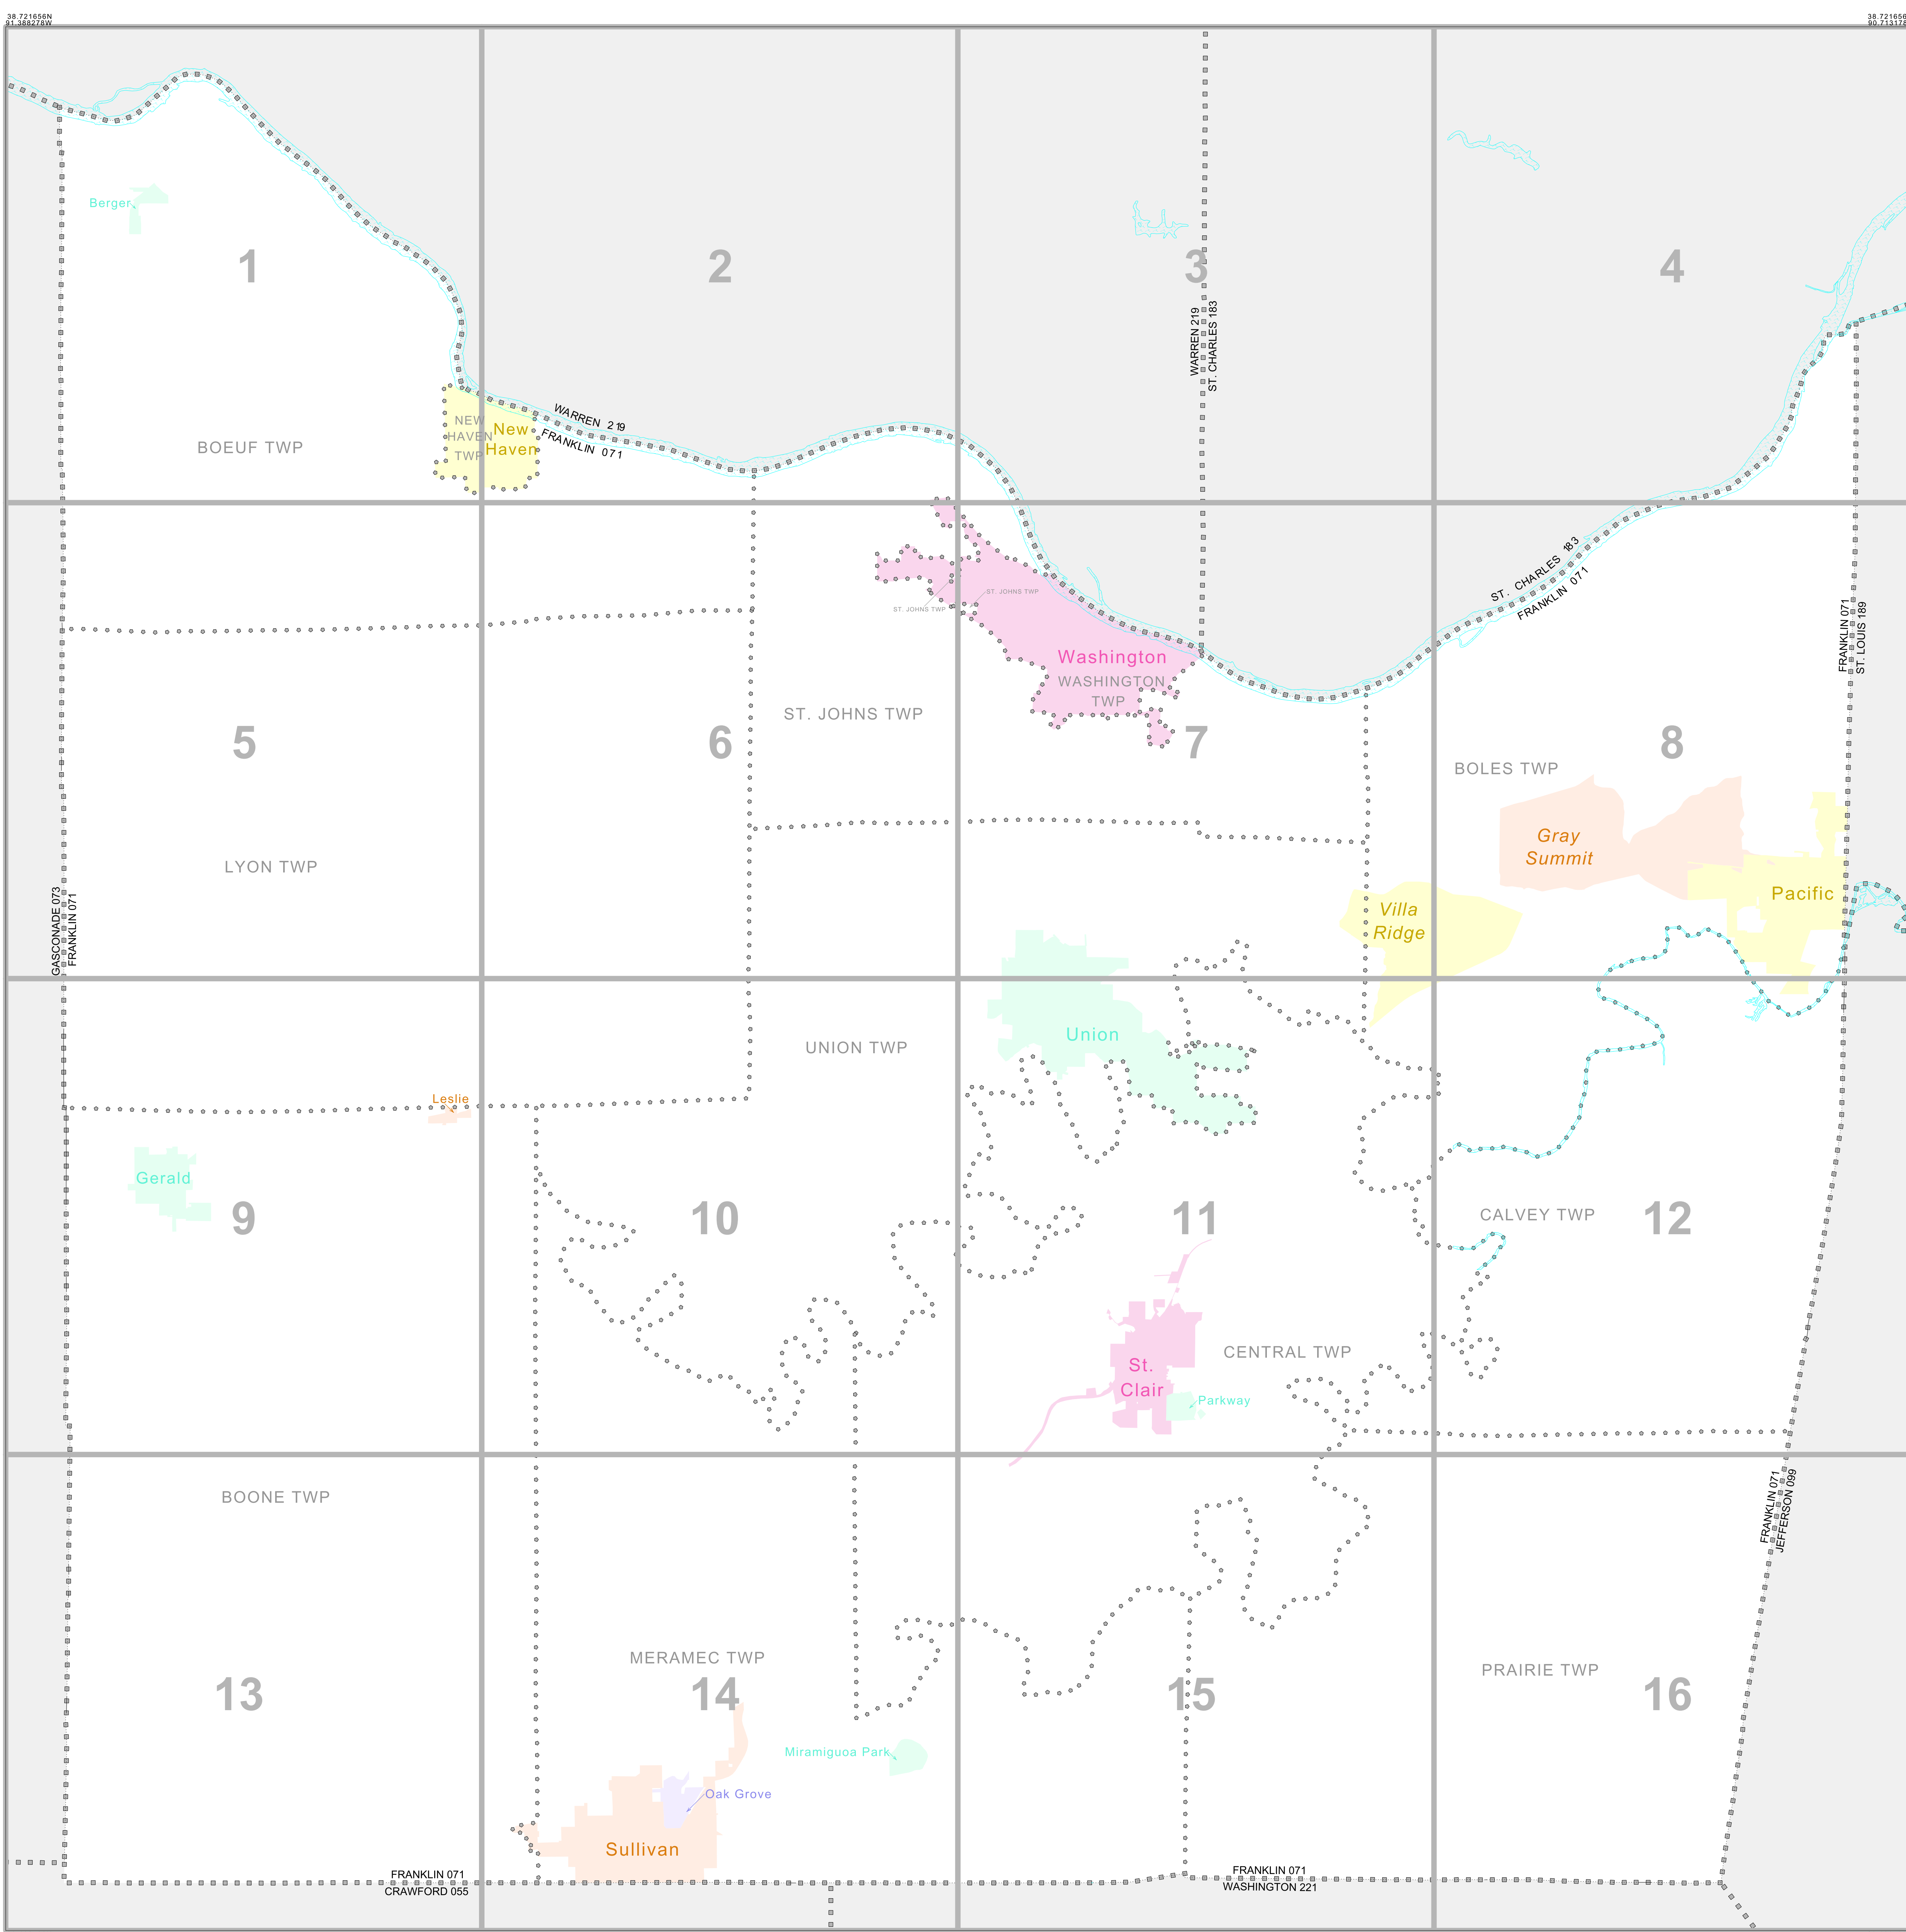 38.721656N
91.388278W
38.721656
90.713178
Berger
1
2
3
4
WARREN 219
ST. CHARLES 183
BOEUF TWP
NEW
HAVEN
TWP
New
Haven
WARREN 219
FRANKLIN 071
ST. CHARLES 183
FRANKLIN 071
ST. JOHNS TWP
ST. JOHNS TWP
FRANKLIN 071
ST. LOUIS 189
Washington
WASHINGTON
TWP
ST. JOHNS TWP
5
6
7
8
BOLES TWP
LYON TWP
Gray
Summit
Pacific
Villa
Ridge
GASCONADE 073
FRANKLIN 071
Union
UNION TWP
Leslie
Gerald
9
10
11
CALVEY TWP
12
CENTRAL TWP
St.
Clair
Parkway
BOONE TWP
FRANKLIN 071
JEFFERSON 099
MERAMEC TWP
PRAIRIE TWP
13
14
15
16
Miramiguoa Park
Oak Grove
Sullivan
FRANKLIN 071
CRAWFORD 055
FRANKLIN 071
WASHINGTON 221